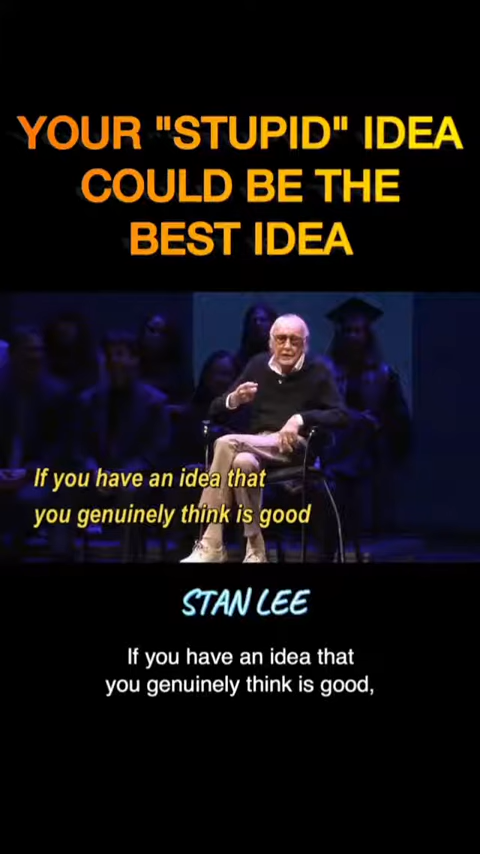 YOUR "STUPID" IDEA
COULD BE THE
BEST IDEA
If you have an idea that
you genuinely think is good
STAN LEE
If you have an idea that
you genuinely think is good,